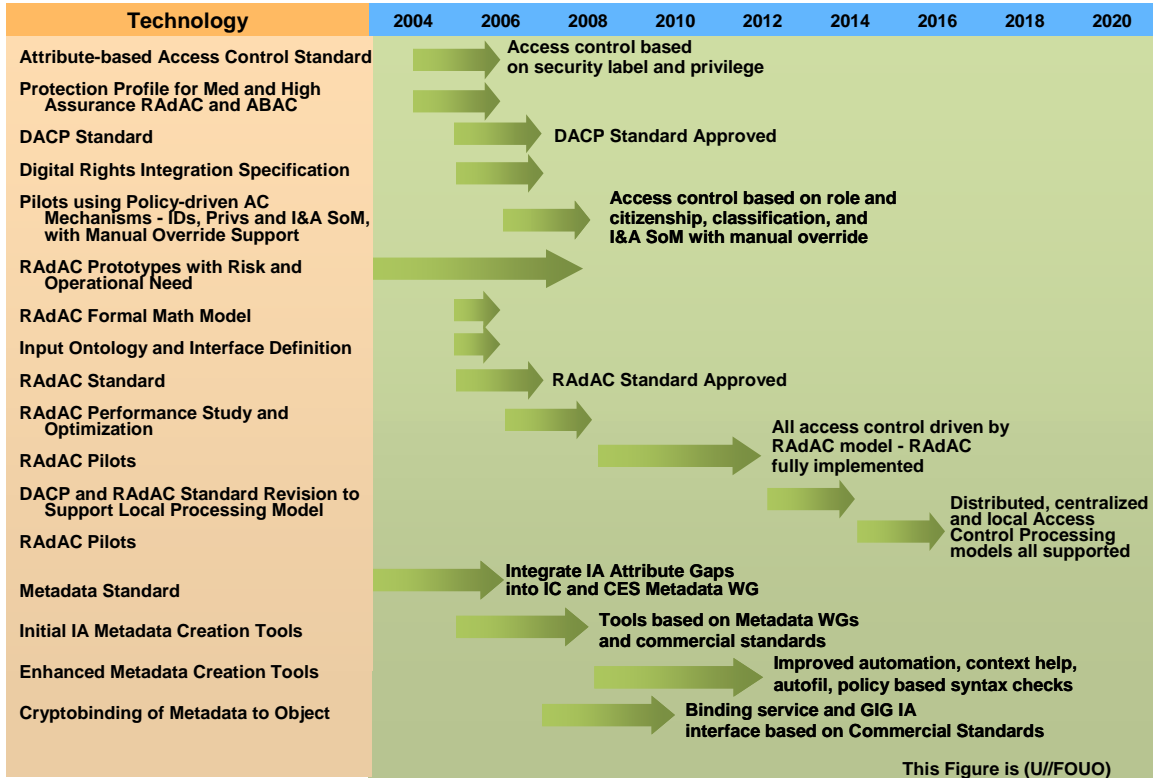 Technology
2004 2006 2008 2010 2012 2014 2016 2018 2020
Attribute-based Access Control Standard
Access control based
on security label and privilege
Protection Profile for Med and High
Assurance RAdAC and ABAC
DACP Standard
DACP Standard Approved
Digital Rights Integration Specification
Pilots using Policy-driven AC
Mechanisms - IDs, Privs and I&A SoM,
with Manual Override Support
Access control based on role and
citizenship, classification, and
I&A SoM with manual override
RAdAC Prototypes with Risk and
Operational Need
RAdAC Formal Math Model
Input Ontology and Interface Definition
RAdAC Standard
RAdAC Standard Approved
RAdAC Performance Study and
Optimization
RAdAC Pilots
All access control driven by
RAdAC model - RAdAC
fully implemented
DACP and RAdAC Standard Revision to
Support Local Processing Model
RAdAC Pilots
Distributed, centralized
and local Access
Control Processing
models all supported
Metadata Standard
Integrate IA Attribute Gaps
into IC and CES Metadata WG
Initial IA Metadata Creation Tools
Tools based on Metadata WGs
and commercial standards
Enhanced Metadata Creation Tools
Improved automation, context help,
autofil, policy based syntax checks
Cryptobinding of Metadata to Object
Binding service and GIG IA
interface based on Commercial Standards
This Figure is (U//FOUO)